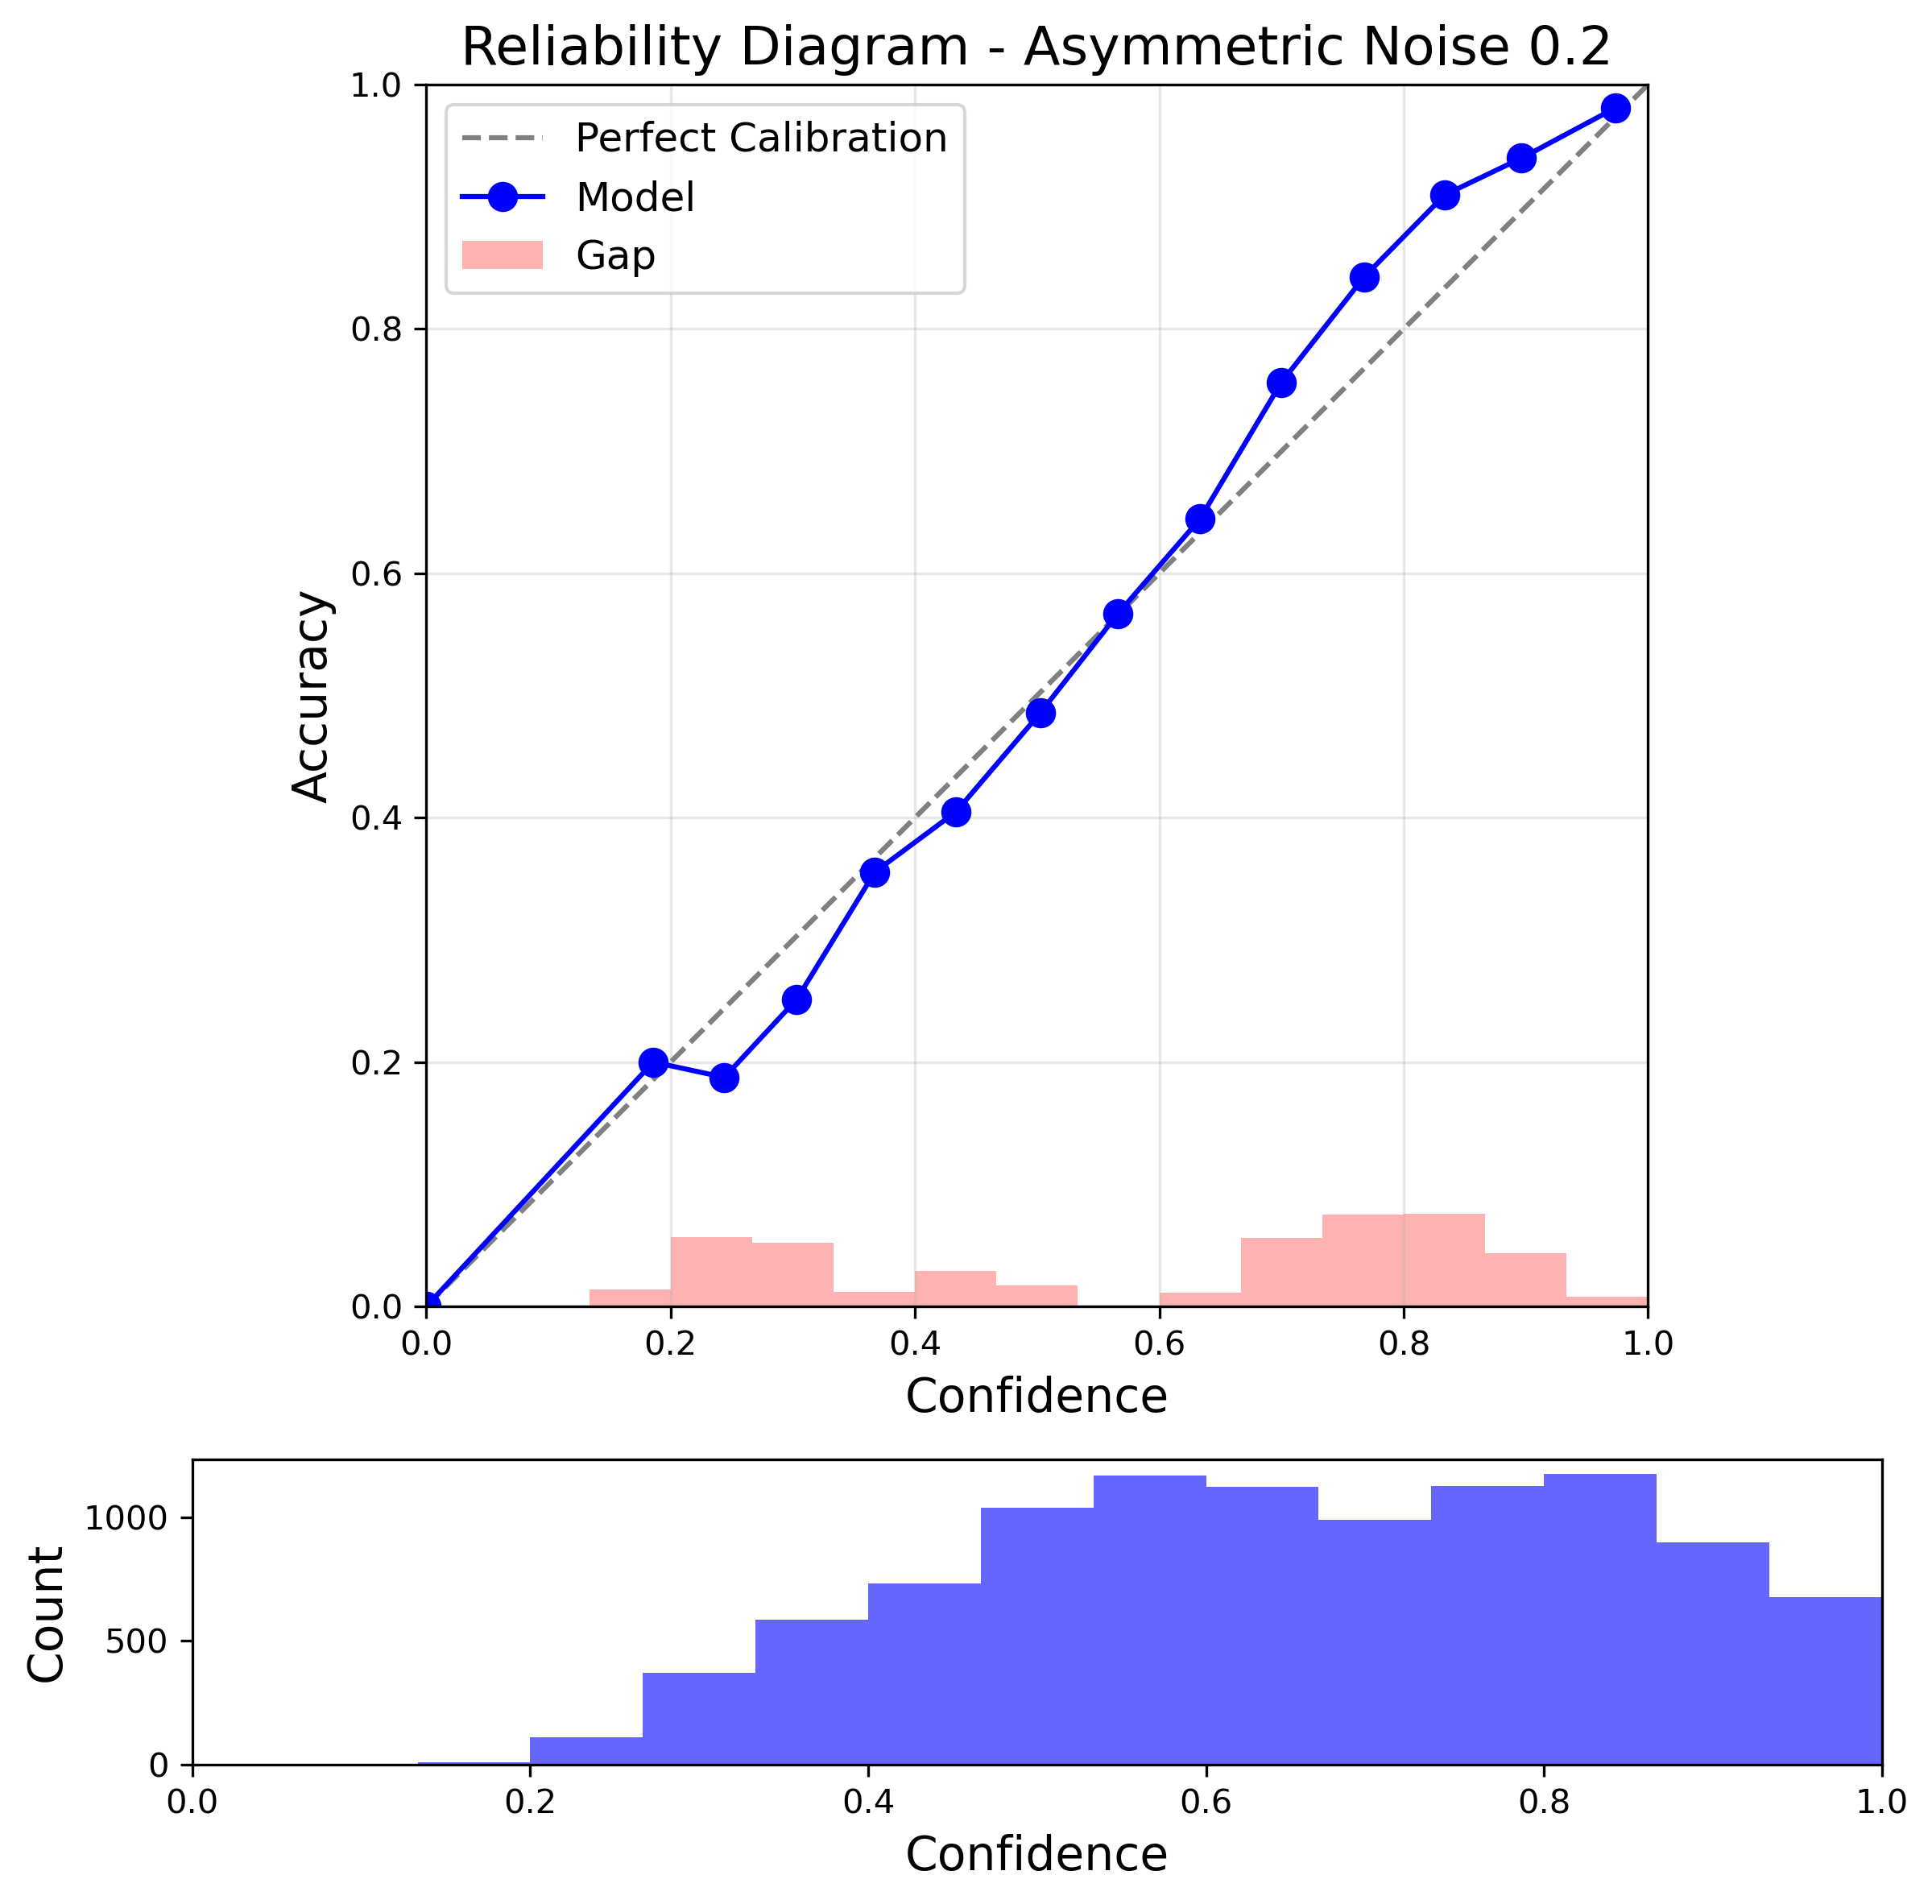 Reliability Diagram - Asymmetric Noise 0.2
1.0
0.8
0.6
0.4
0.2
0.0
Accuracy
Perfect Calibration
Model
Gap
0.0 0.2 0.4 0.6 0.8 1.0
Confidence
1000
500
0
Count
0.0 0.2 0.4 0.6 0.8 1.0
Confidence